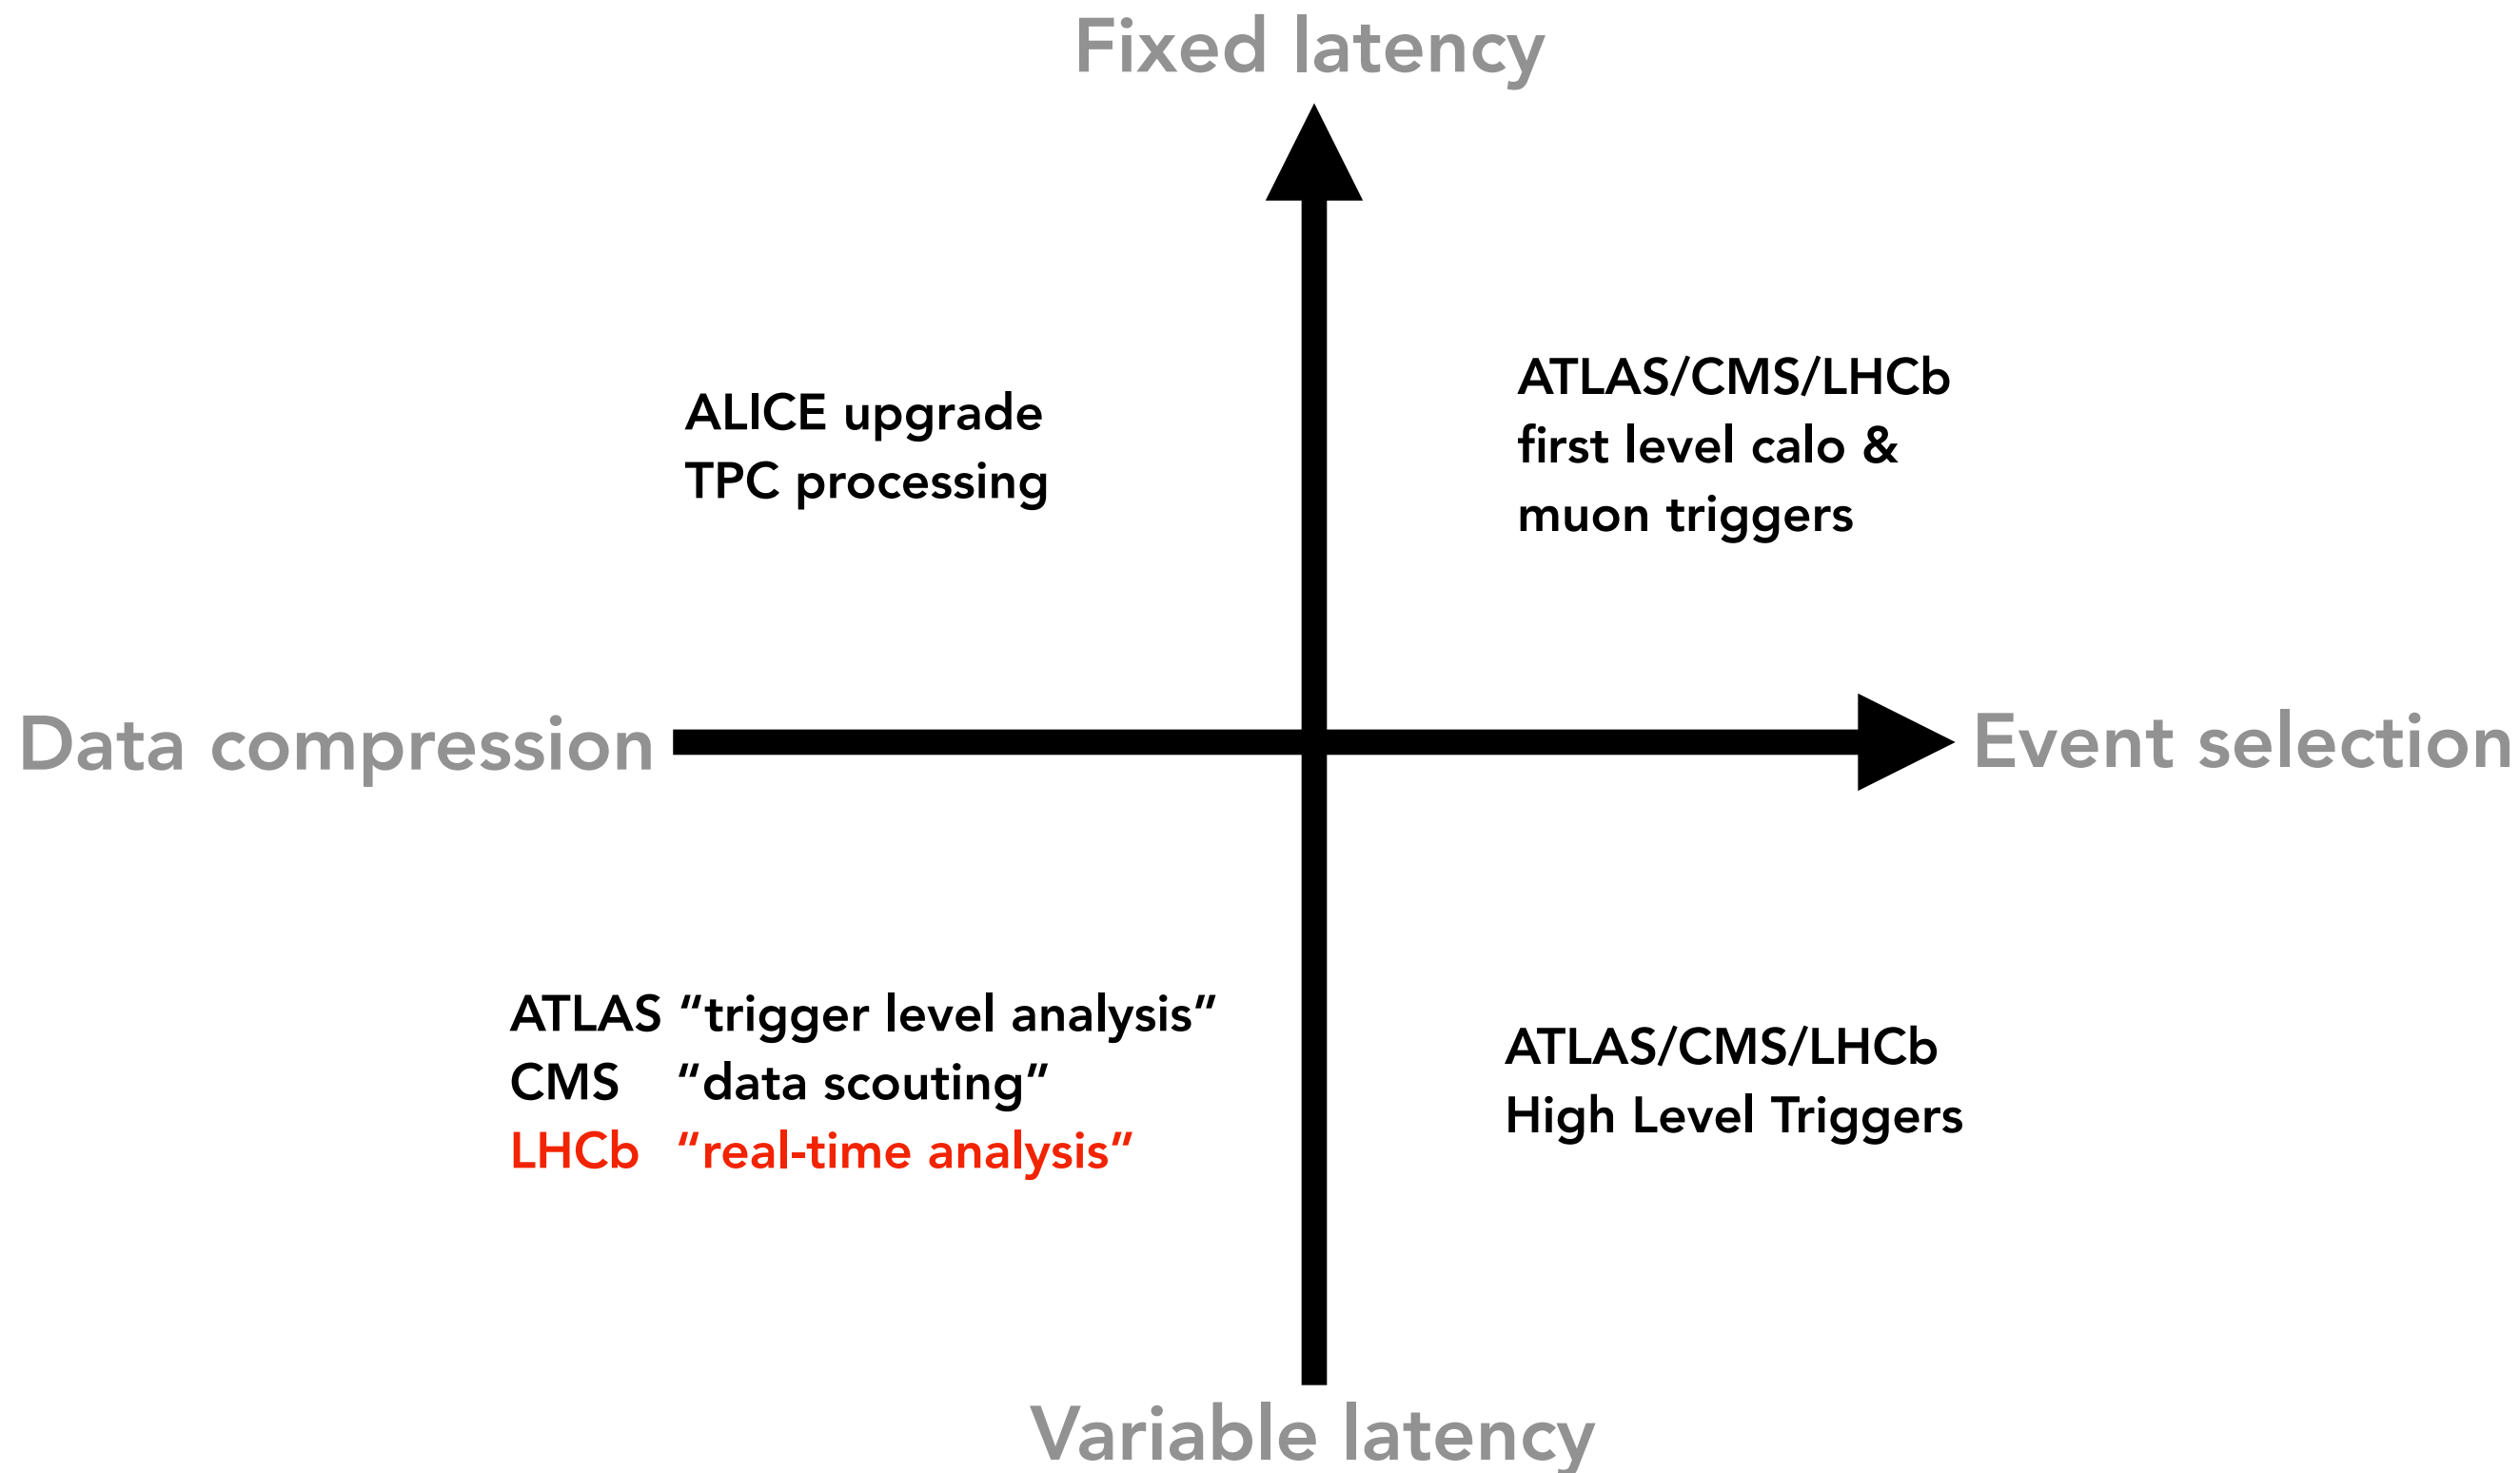 Fixed latency
ALICE upgrade
TPC processing
ATLAS/CMS/LHCb
first level calo &
muon triggers
Data compression
Event selection
ATLAS “trigger level analysis”
CMS “data scouting”
LHCb “real-time analysis”
ATLAS/CMS/LHCb
High Level Triggers
Variable latency